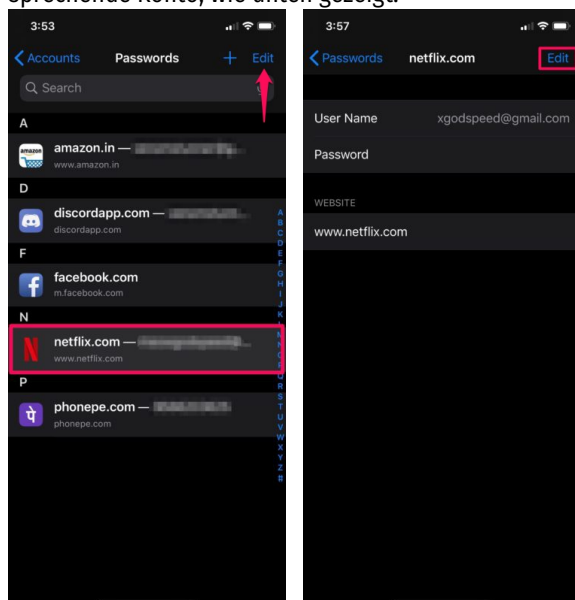 sprechende Konto, wie unten gezeigt.
3:53
Accounts Passwords + Edit
Search
A
amazon
amazon.in —
www.amazon.in
D
discordapp.com —
discordapp.com
F
facebook.com
m.facebook.com
N
netflix.com —
www.netflix.com
P
phonepe.com —
phonepe.com
A
B
C
D
E
F
G
H
I
J
K
L
M
N
O
P
Q
R
S
T
U
V
W
X
Y
Z
#
3:57
Passwords netflix.com Edit
User Name xgodspeed@gmail.com
Password
WEBSITE
www.netflix.com